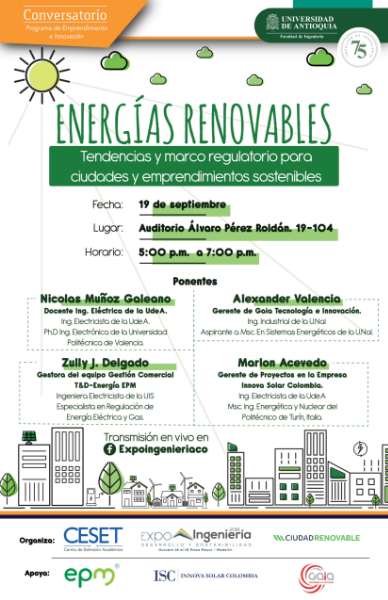 Conversatorio
Programa de Emprendimiento
e Innovación
UNIVERSIDAD
DE ANTIOQUIA
Facultad de Ingeniería
75
ENERGÍAS RENOVABLES
Tendencias y marco regulatorio para
ciudades y emprendimientos sostenibles
Fecha: 19 de septiembre
Lugar: Auditorio Álvaro Pérez Roldán. 19-104
Horario: 5:00 p.m. a 7:00 p.m.
Ponentes
Nicolas Muñoz Galeano
Docente Ing. Eléctrica de la UdeA.
Ing. Electricista de la UdeA.
Ph.D Ing. Electrónica de la Universidad
Politécnica de Valencia.
Alexander Valencia
Gerente de Gaia Tecnología e Innovación.
Ing. Industrial de la U.Nal
Aspirante a Msc. En Sistemas Energéticos de la U.Nal.
Zully J. Delgado
Gestora del equipo Gestión Comercial
T&D-Energía EPM
Ingeniera Electricista de la UIS
Especialista en Regulación de
Energía Eléctrica y Gas.
Marlon Acevedo
Gerente de Proyectos en la Empresa
Innova Solar Colombia.
Ing. Electricista de la UdeA
Msc. Ing. Energética y Nuclear del
Politécnico de Turín, Italia.
Transmisión en vivo en
f Expoingenieriaco
Organiza:
CESET
Centro de Extensión Académica
EXPO Ingeniería
2018
DESARROLLO Y SOSTENIBILIDAD
CIUDADRENOVABLE
Apoya:
epm®
ISC INNOVA SOLAR COLOMBIA
Gaia